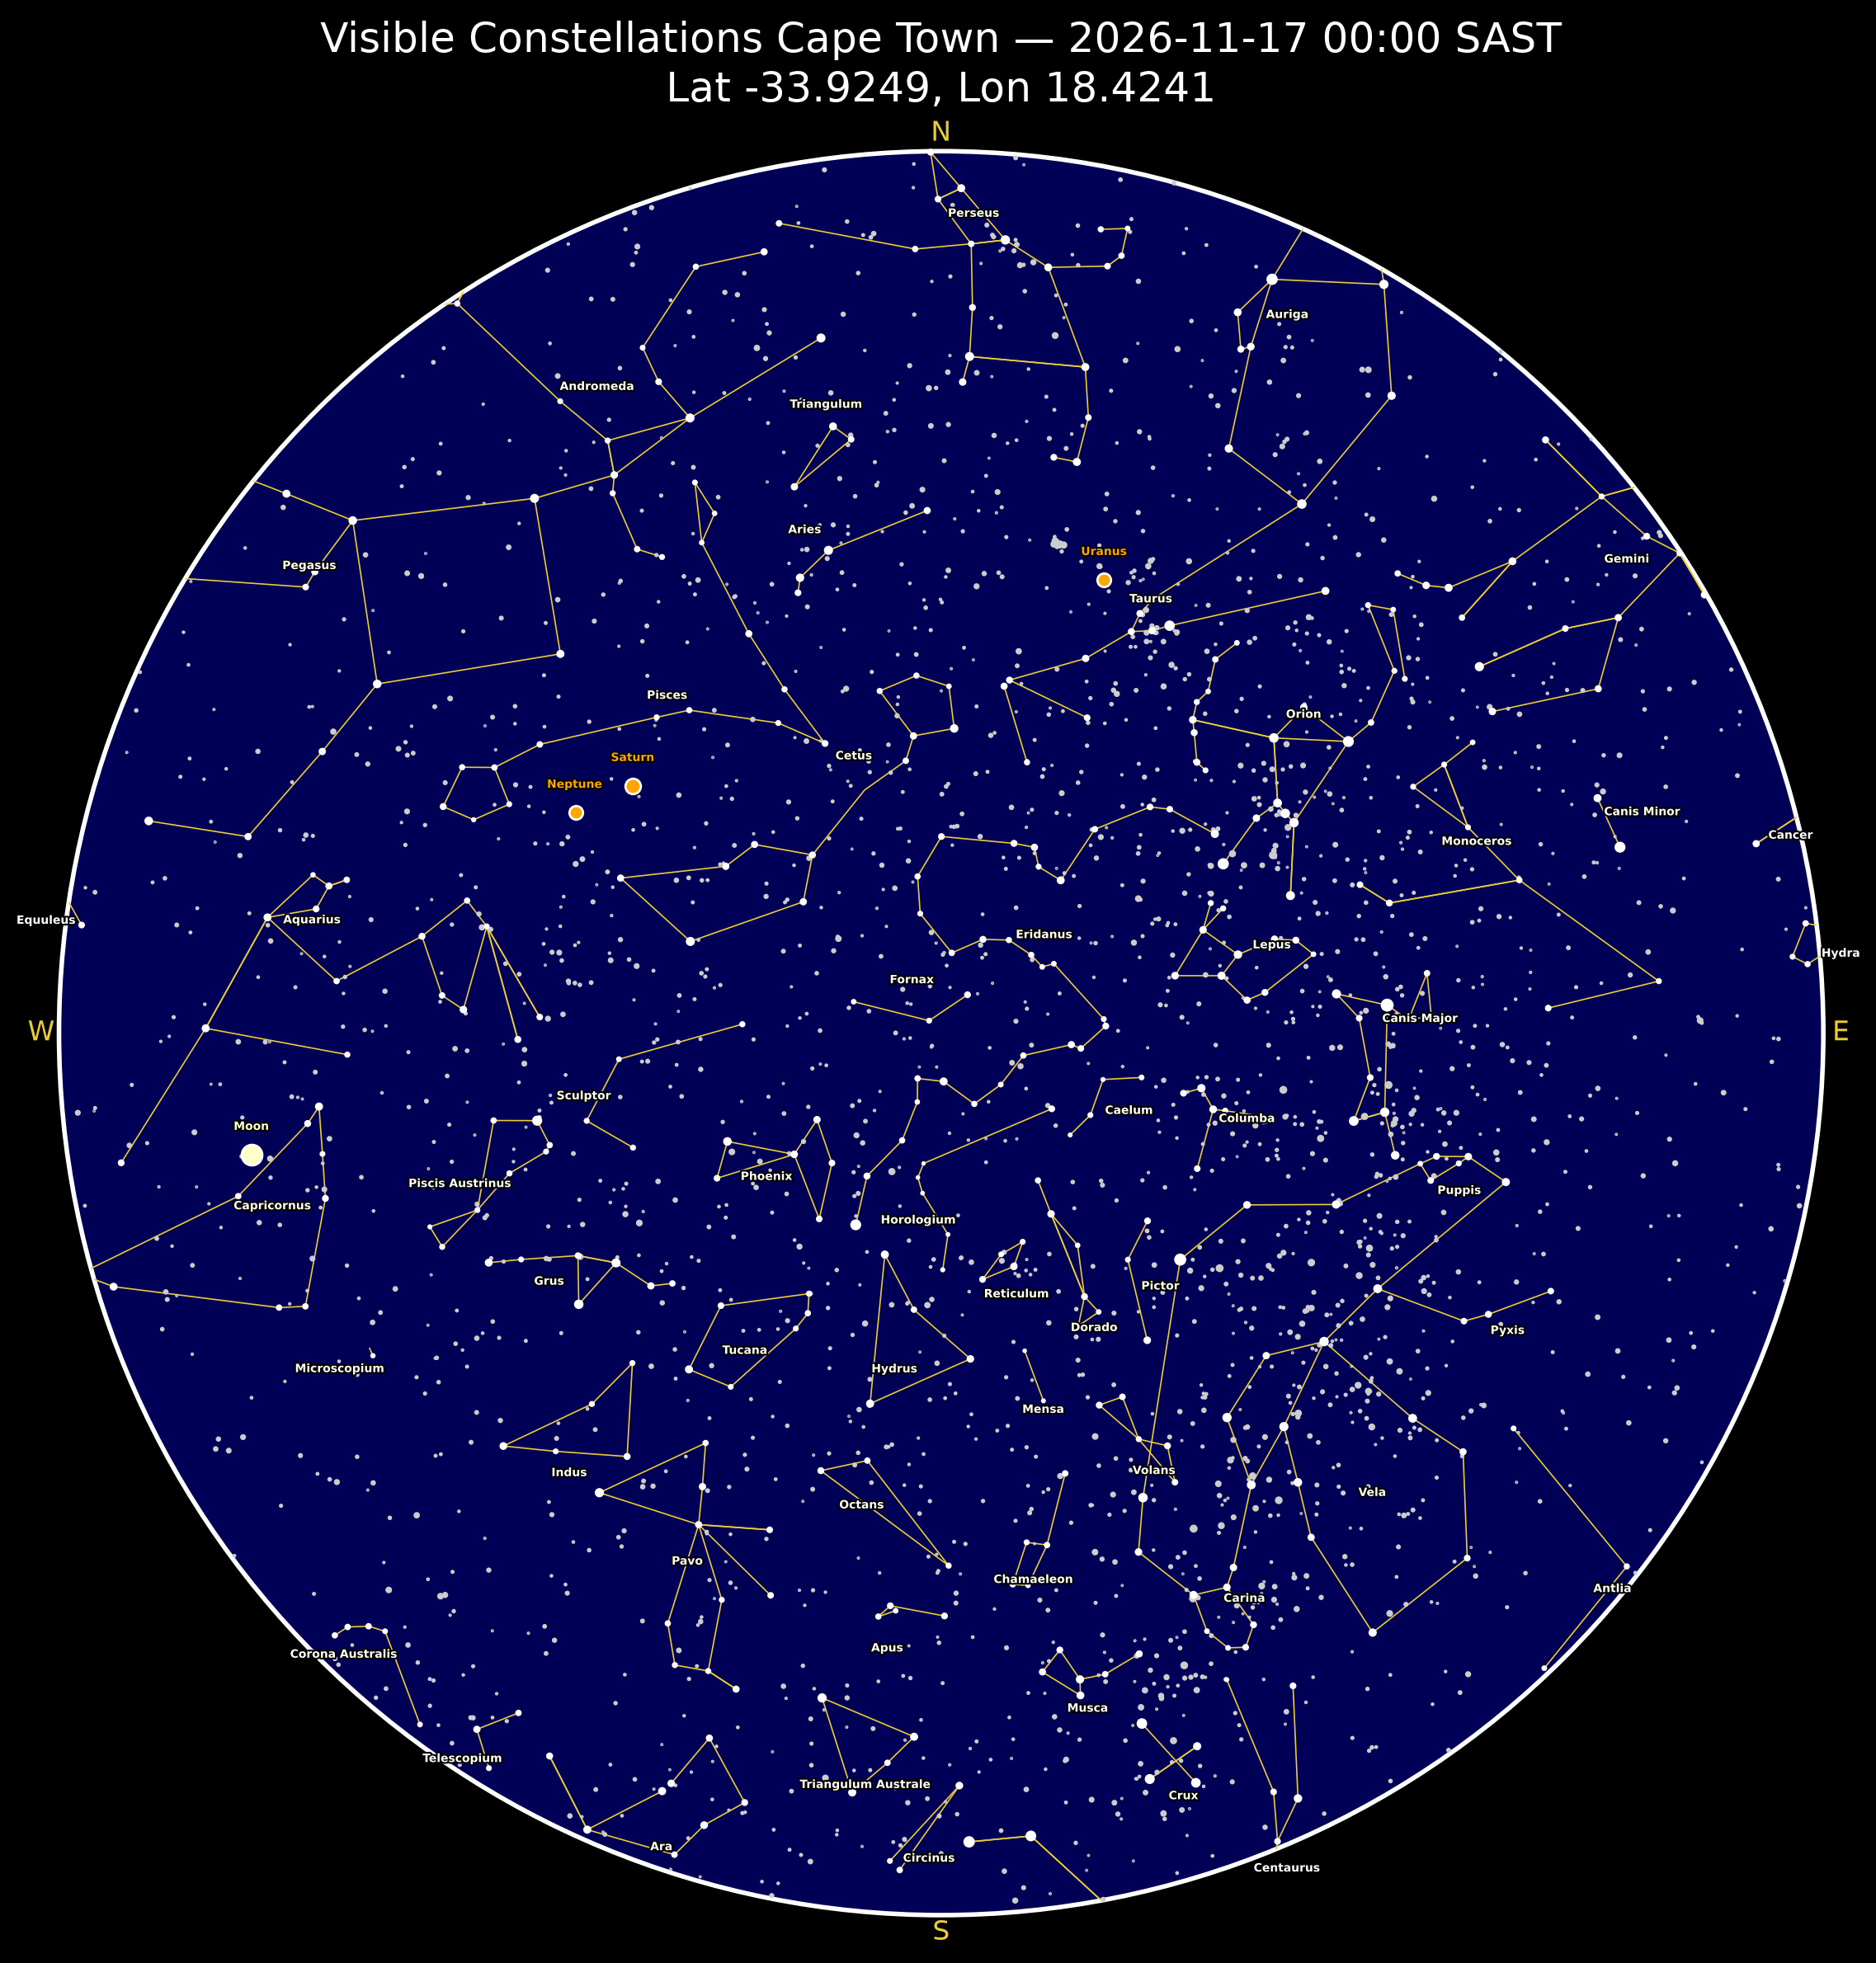 Visible Constellations Cape Town — 2026-11-17 00:00 SAST
Lat -33.9249, Lon 18.4241
N
Perseus
Auriga
Andromeda
Triangulum
Aries
Uranus
Gemini
Pegasus
Taurus
Pisces
Orion
Cetus
Saturn
Neptune
Canis Minor
Cancer
Monoceros
Equuleus
Aquarius
Eridanus
Lepus
Hydra
Fornax
Canis Major
W
E
Sculptor
Caelum
Columba
Moon
Phoenix
Piscis Austrinus
Puppis
Capricornus
Horologium
Grus
Pictor
Reticulum
Dorado
Pyxis
Tucana
Microscopium
Hydrus
Mensa
Indus
Volans
Vela
Octans
Pavo
Chamaeleon
Antlia
Carina
Apus
Corona Australis
Musca
Telescopium
Triangulum Australe
Crux
Ara
Circinus
Centaurus
S